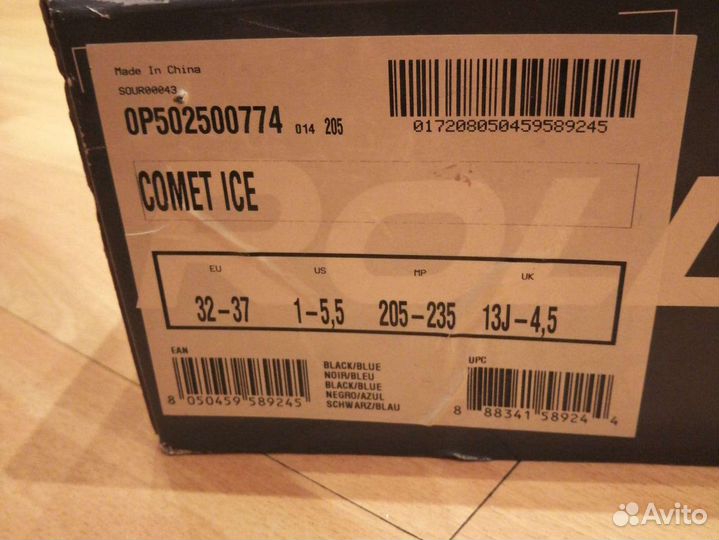 Made In China
SOUR00043
0P502500774 014 205
017208050459589245
COMET ICE
ROL
EU US MP UK
32-37 1-5,5 205-235 13J-4,5
EAN
8 050459 589245
BLACK/BLUE
NOIR/BLEU
BLACK/BLUE
NEGRO/AZUL
SCHWARZ/BLAU
UPC
8 88341 58924 4
Avito